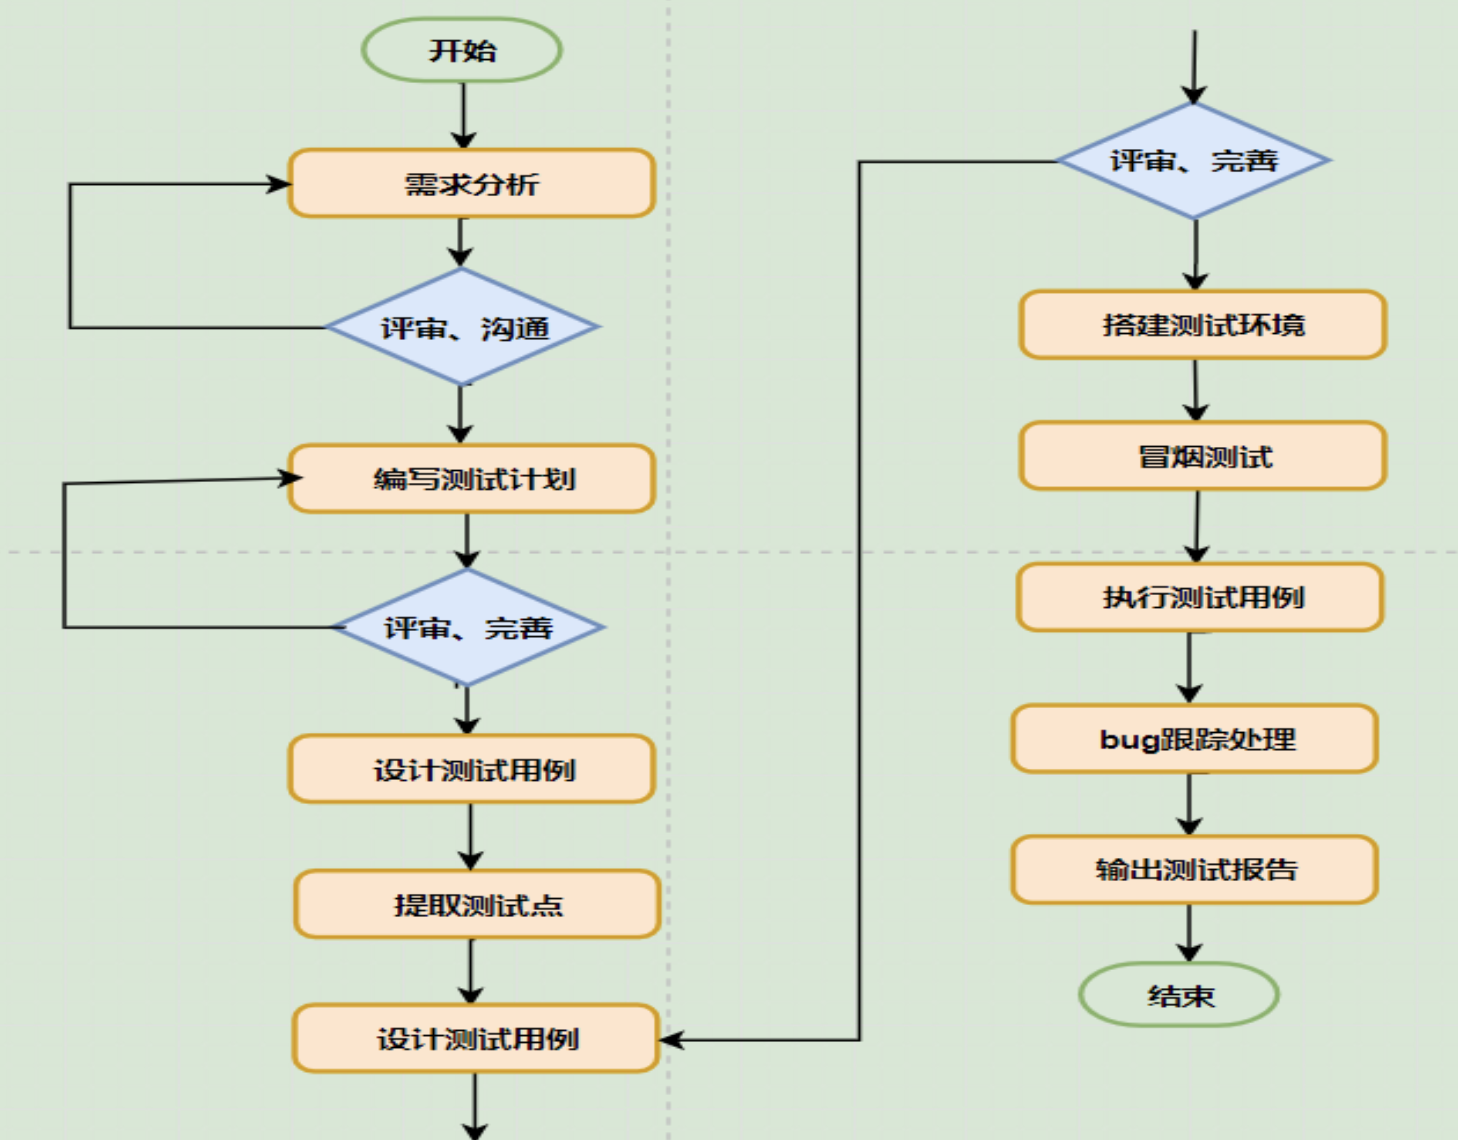 开始
需求分析
评审、沟通
编写测试计划
评审、完善
设计测试用例
提取测试点
设计测试用例
评审、完善
搭建测试环境
冒烟测试
执行测试用例
bug跟踪处理
输出测试报告
结束